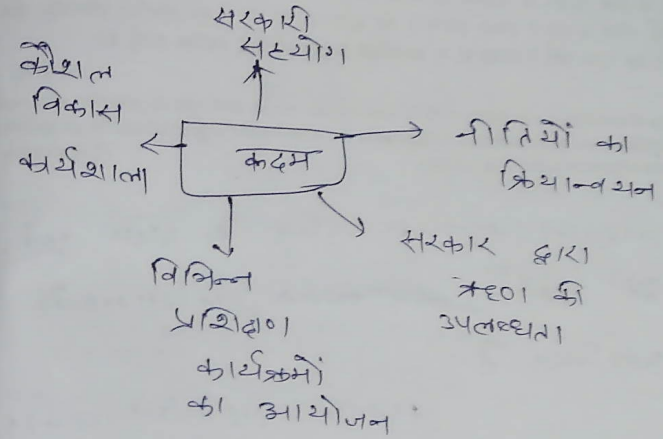 सरकारी
सहयोग
कौशल
विकास
कार्यशाला
कदम
नीतियों का
क्रियान्वयन
सरकार द्वारा
ऋण की
उपलब्धता
विभिन्न
प्रशिक्षण
कार्यक्रमों
का आयोजन